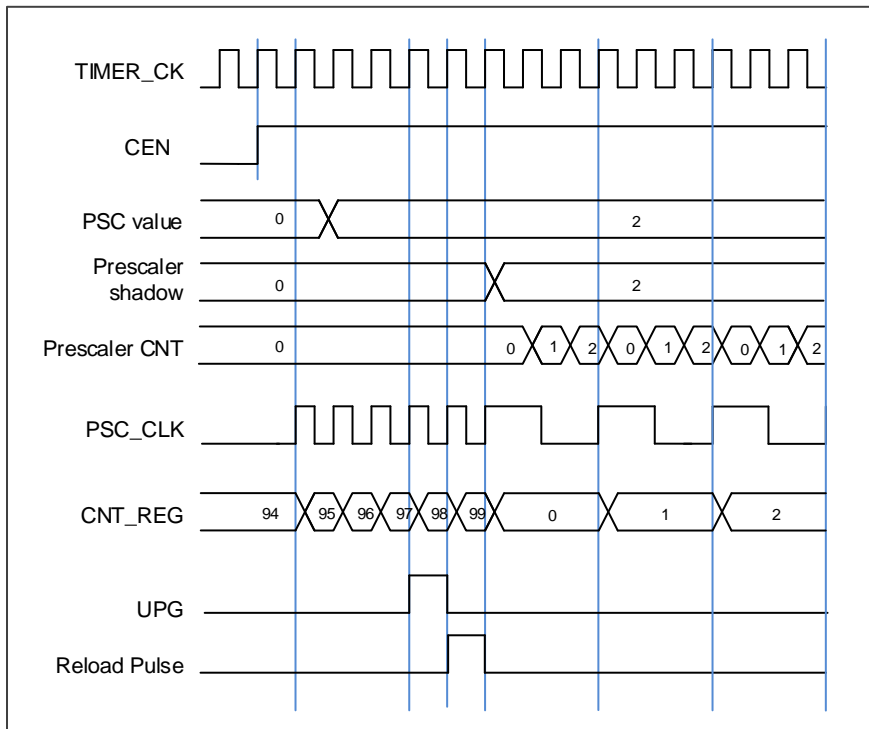 TIMER_CK
CEN
PSC value 0 2
Prescaler
shadow 0 2
Prescaler CNT 0 0 1 2 0 1 2 0 1 2
PSC_CLK
CNT_REG 94 95 96 97 98 99 0 1 2
UPG
Reload Pulse